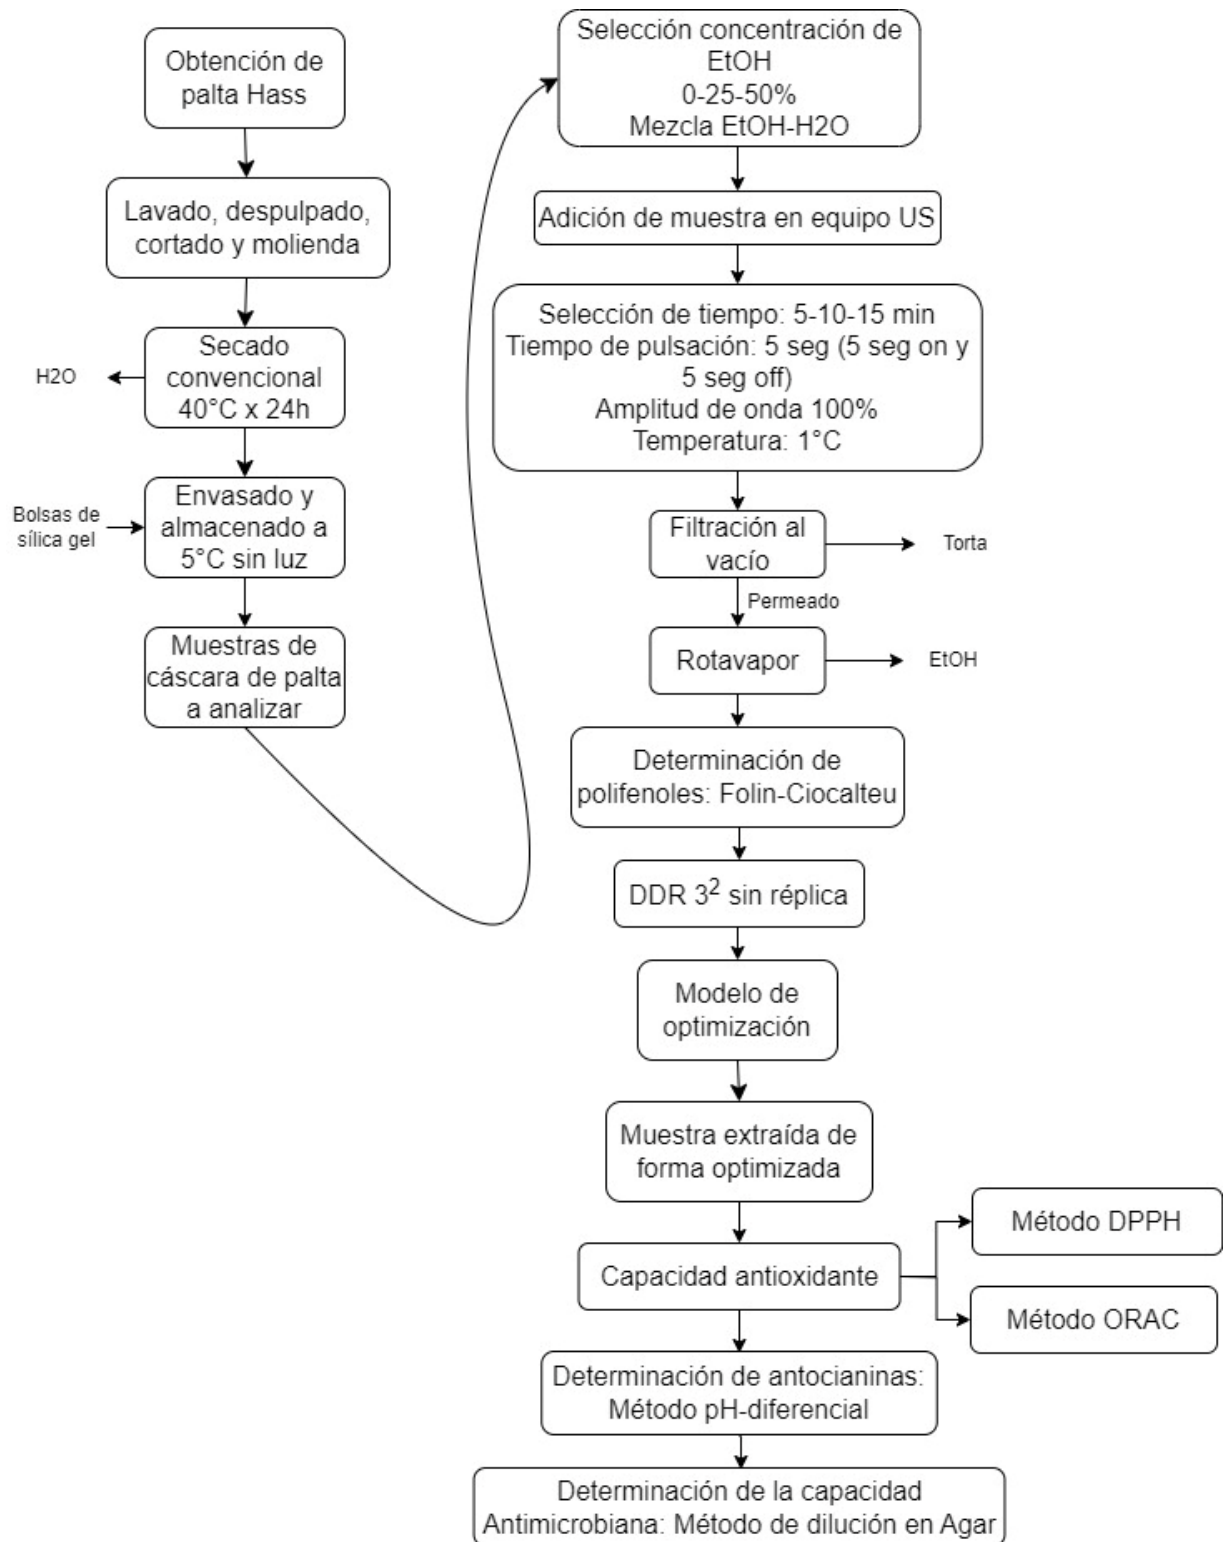 Obtención de
palta Hass
Lavado, despulpado,
cortado y molienda
H2O
Secado
convencional
40°C x 24h
Bolsas de
sílica gel
Envasado y
almacenado a
5°C sin luz
Muestras de
cáscara de palta
a analizar
Selección concentración de
EtOH
0-25-50%
Mezcla EtOH-H2O
Adición de muestra en equipo US
Selección de tiempo: 5-10-15 min
Tiempo de pulsación: 5 seg (5 seg on y
5 seg off)
Amplitud de onda 100%
Temperatura: 1°C
Filtración al
vacío
Torta
Permeado
Rotavapor
EtOH
Determinación de
polifenoles: Folin-Ciocalteu
DDR 3² sin réplica
Modelo de
optimización
Muestra extraída de
forma optimizada
Capacidad antioxidante
Método DPPH
Método ORAC
Determinación de antocianinas:
Método pH-diferencial
Determinación de la capacidad
Antimicrobiana: Método de dilución en Agar